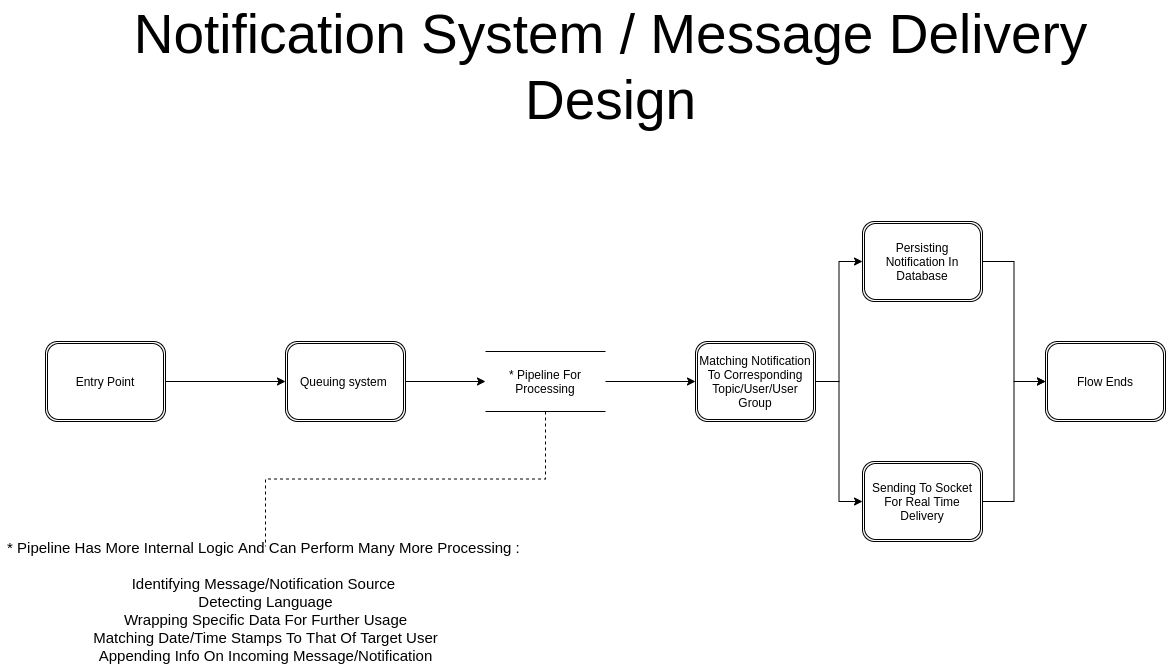 Notification System / Message Delivery
Design
Persisting
Notification In
Database
Entry Point
Queuing system
* Pipeline For
Processing
Matching Notification
To Corresponding
Topic/User/User
Group
Flow Ends
Sending To Socket
For Real Time
Delivery
* Pipeline Has More Internal Logic And Can Perform Many More Processing :
Identifying Message/Notification Source
Detecting Language
Wrapping Specific Data For Further Usage
Matching Date/Time Stamps To That Of Target User
Appending Info On Incoming Message/Notification